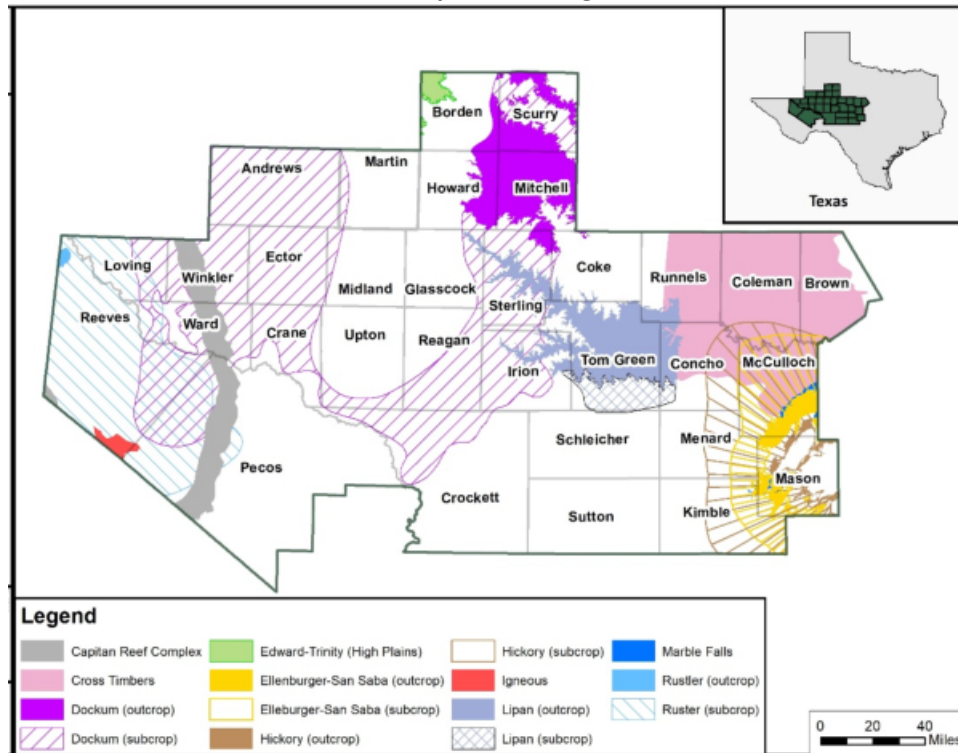 Borden
Scurry
Andrews
Martin
Howard
Mitchell
Texas
Loving
Winkler
Ector
Midland
Glasscock
Sterling
Coke
Runnels
Coleman
Brown
Reeves
Ward
Crane
Upton
Reagan
Irion
Tom Green
Concho
McCulloch
Pecos
Crockett
Schleicher
Menard
Mason
Sutton
Kimble
Legend
Capitan Reef Complex
Cross Timbers
Dockum (outcrop)
Dockum (subcrop)
Edward-Trinity (High Plains)
Ellenburger-San Saba (outcrop)
Elleburger-San Saba (subcrop)
Hickory (outcrop)
Hickory (subcrop)
Igneous
Lipan (outcrop)
Lipan (subcrop)
Marble Falls
Rustler (outcrop)
Ruster (subcrop)
0 20 40
Miles